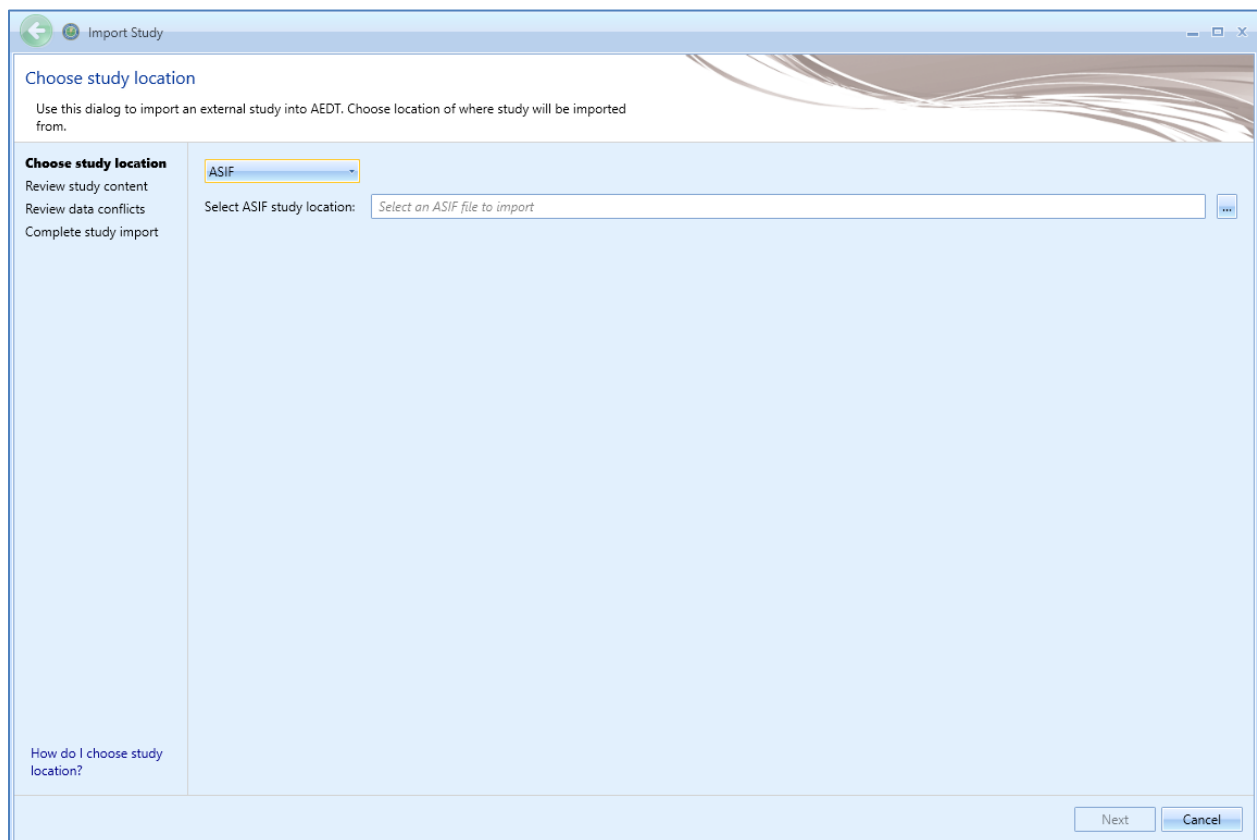 Import Study
Choose study location
Use this dialog to import an external study into AEDT. Choose location of where study will be imported
from.
Choose study location
Review study content
Review data conflicts
Complete study import
ASIF
Select ASIF study location:
Select an ASIF file to import
...
How do I choose study
location?
Next
Cancel